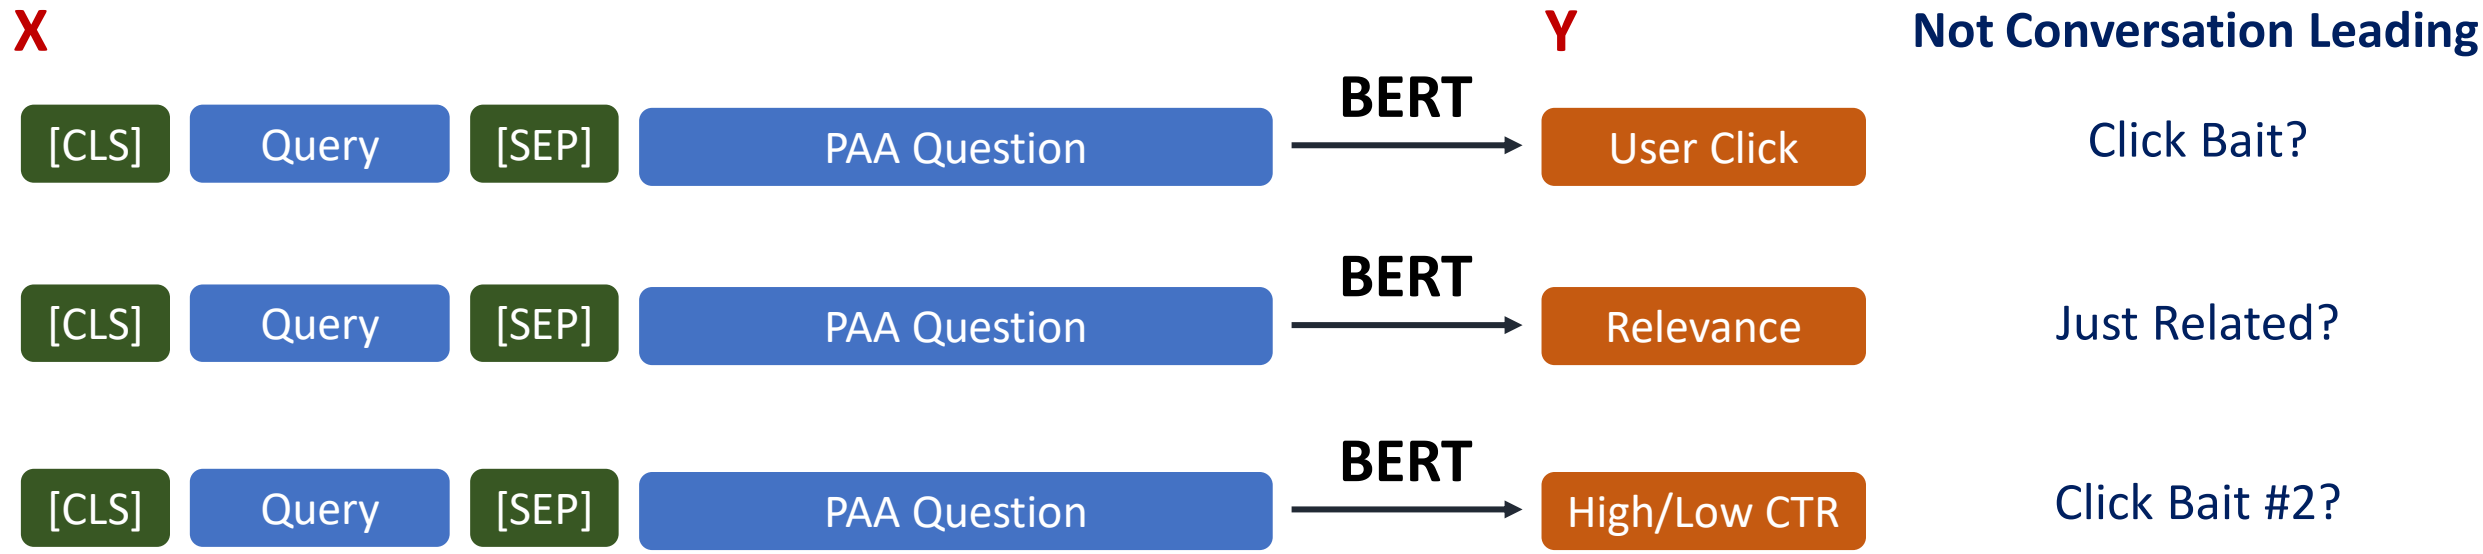 X Y Not Conversation Leading
[CLS] Query [SEP] PAA Question BERT User Click Click Bait?
[CLS] Query [SEP] PAA Question BERT Relevance Just Related?
[CLS] Query [SEP] PAA Question BERT High/Low CTR Click Bait #2?